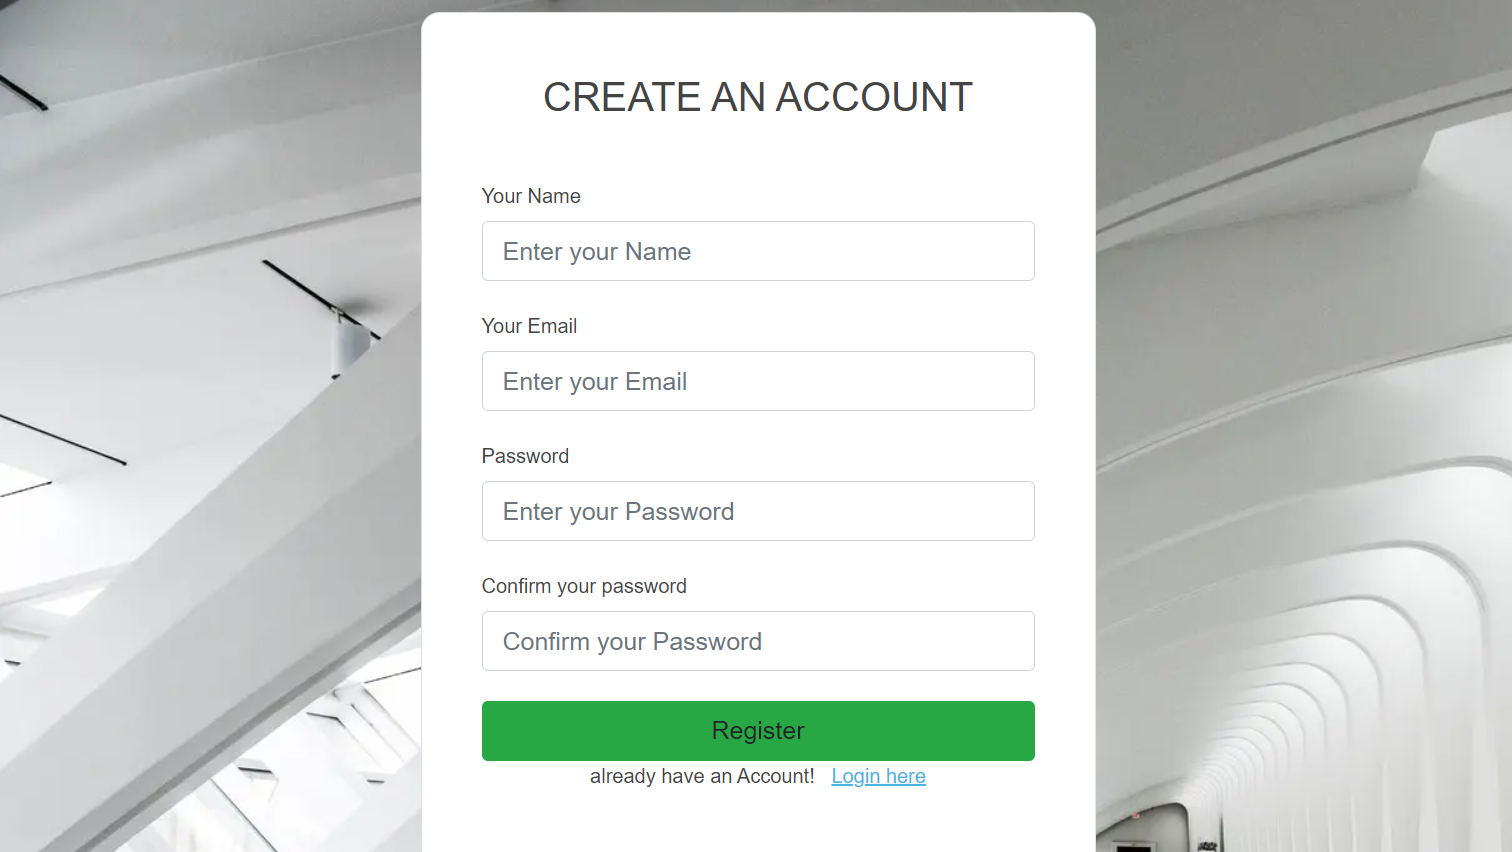 CREATE AN ACCOUNT
Your Name
Enter your Name
Your Email
Enter your Email
Password
Enter your Password
Confirm your password
Confirm your Password
Register
already have an Account! Login here